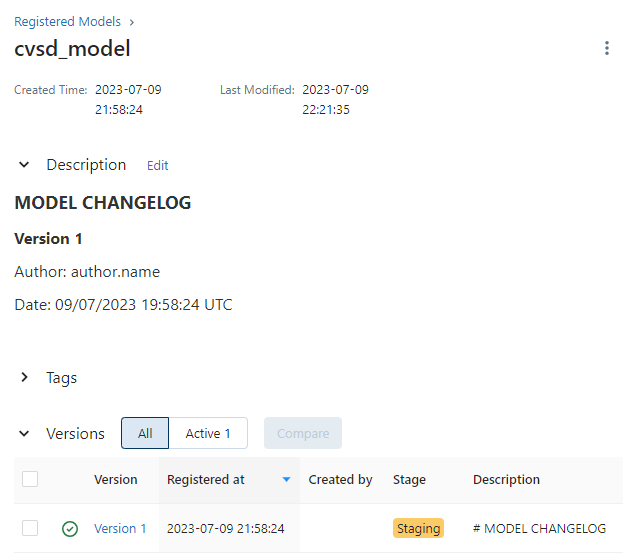 Registered Models
cvsd_model
Created Time: 2023-07-09 Last Modified: 2023-07-09
21:58:24 22:21:35
Description Edit
MODEL CHANGELOG
Version 1
Author: author.name
Date: 09/07/2023 19:58:24 UTC
Tags
Versions All Active 1 Compare
Version Registered at Created by Stage Description
Version 1 2023-07-09 21:58:24 Staging # MODEL CHANGELOG